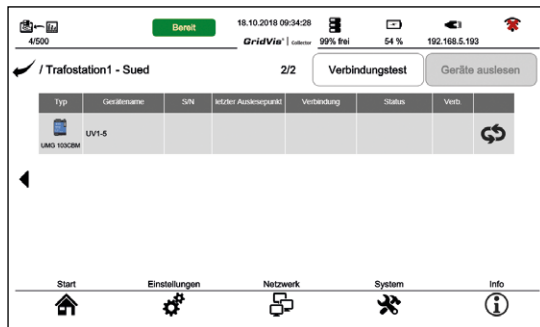 Bereit
18.10.2018 09:34:28
4/500
GridVis® | Collector
99% frei
54 %
192.168.5.193
/ Trafostation1 - Sued
2/2
Verbindungstest
Geräte auslesen
Typ Gerätename S/N letzter Auslesepunkt Verbindung Status Verb.
UMG 103CBM
UV1-5
Start Einstellungen Netzwerk System Info